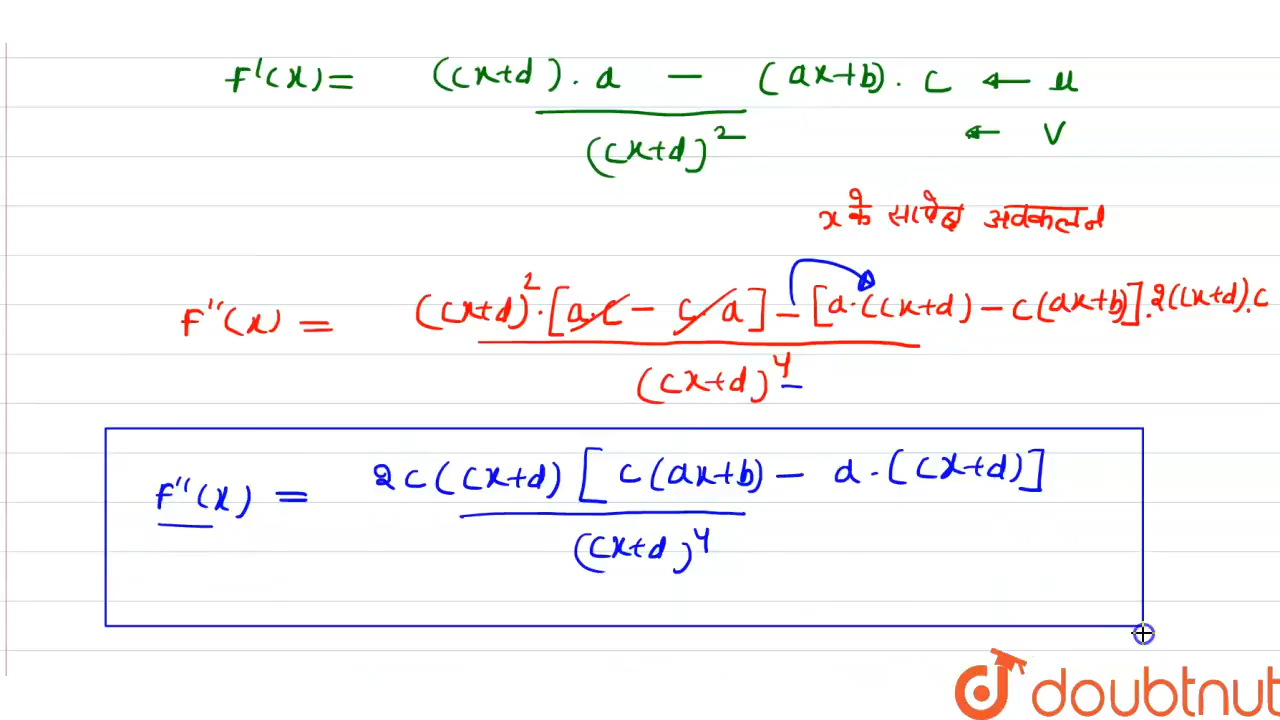 F'(x) = ((cx+d).a - (ax+b).c ← u
(cx+d)² ← v
x के सापेक्ष अवकलन
F''(x) = (cx+d)².[a.c - c.a] - [a.(cx+d) - c(ax+b)].2(cx+d).c
(cx+d)⁴
F''(x) = 2c(cx+d)[c(ax+b) - a.(cx+d)]
(cx+d)⁴
doubtnut